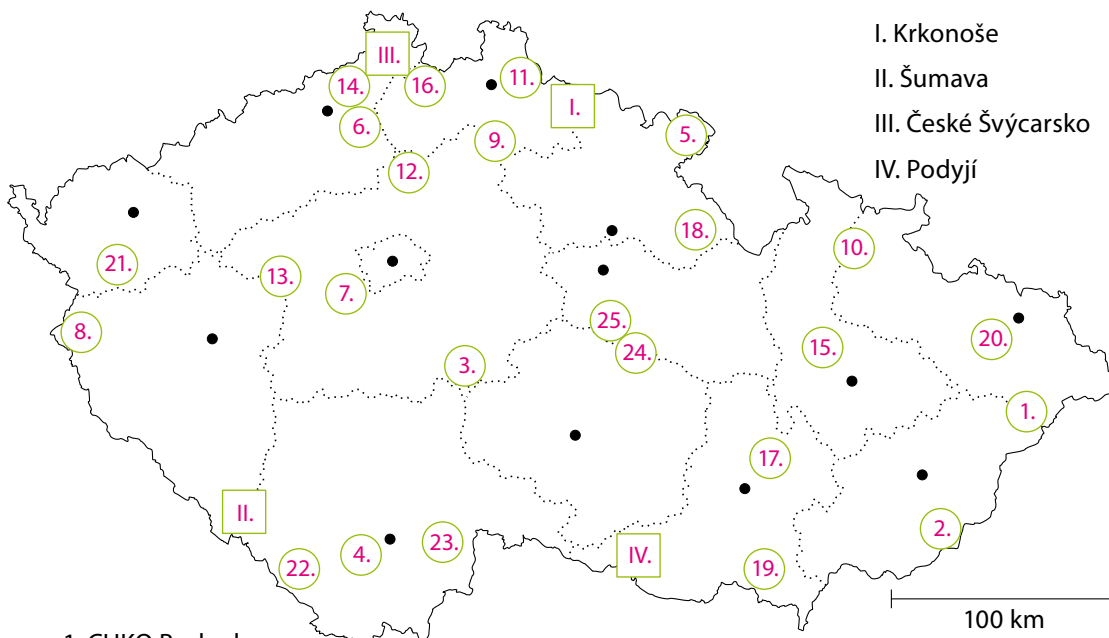 I. Krkonoše
II. Šumava
III. České Švýcarsko
IV. Podyjí
III.
14.
16.
11.
I.
6.
9.
5.
12.
18.
10.
21.
13.
7.
8.
25.
24.
15.
20.
3.
1.
17.
II.
2.
23.
4.
22.
IV.
19.
100 km